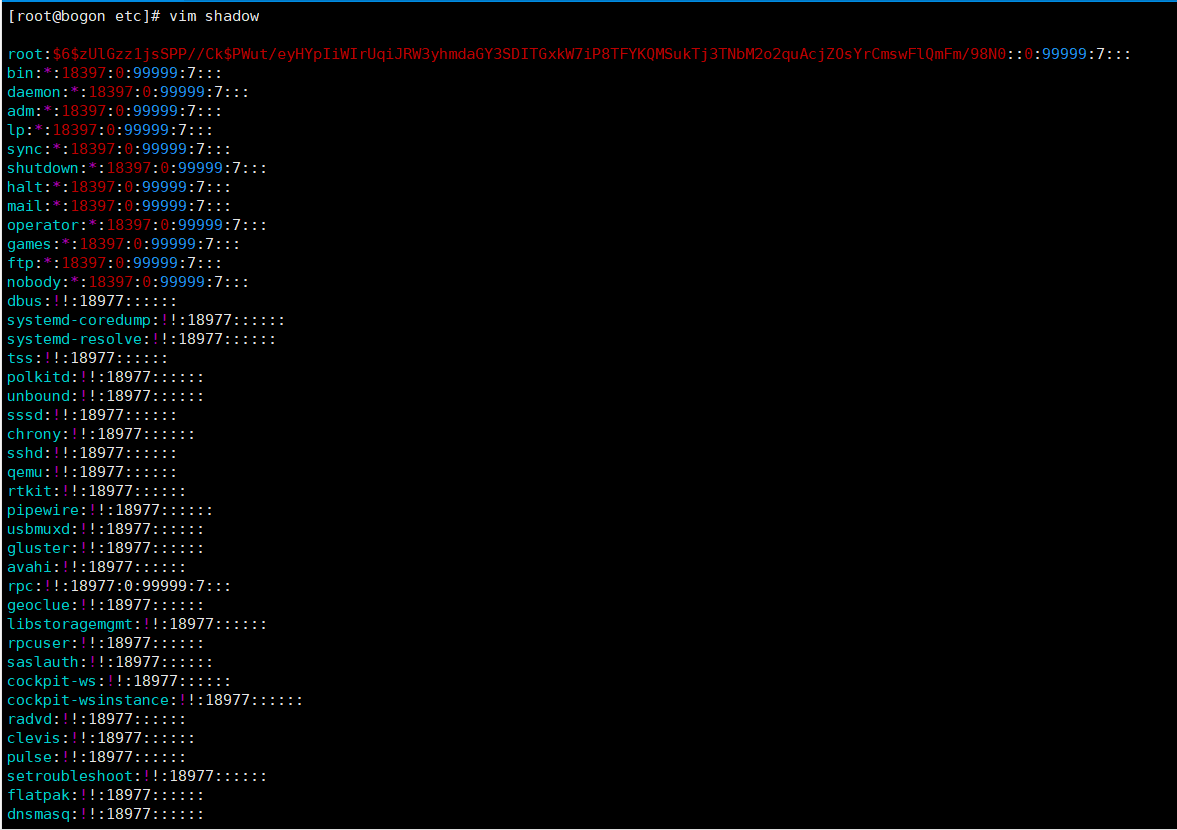 [root@bogon etc]# vim shadow
root:$6$zUlGzz1jsSPP//Ck$PWut/eyHYpIiWIrUqiJRW3yhmdaGY3SDITGxkW7iP8TFYKQMSukTj3TNbM2o2quAcjZOsYrCmswFlQmFm/98N0::0:99999:7:::
bin:*:18397:0:99999:7:::
daemon:*:18397:0:99999:7:::
adm:*:18397:0:99999:7:::
lp:*:18397:0:99999:7:::
sync:*:18397:0:99999:7:::
shutdown:*:18397:0:99999:7:::
halt:*:18397:0:99999:7:::
mail:*:18397:0:99999:7:::
operator:*:18397:0:99999:7:::
games:*:18397:0:99999:7:::
ftp:*:18397:0:99999:7:::
nobody:*:18397:0:99999:7:::
dbus:!!:18977::::::
systemd-coredump:!!:18977::::::
systemd-resolve:!!:18977::::::
tss:!!:18977::::::
polkitd:!!:18977::::::
unbound:!!:18977::::::
sssd:!!:18977::::::
chrony:!!:18977::::::
sshd:!!:18977::::::
qemu:!!:18977::::::
rtkit:!!:18977::::::
pipewire:!!:18977::::::
usbmuxd:!!:18977::::::
gluster:!!:18977::::::
avahi:!!:18977::::::
rpc:!!:18977:0:99999:7:::
geoclue:!!:18977::::::
libstoragemgmt:!!:18977::::::
rpcuser:!!:18977::::::
saslauth:!!:18977::::::
cockpit-ws:!!:18977::::::
cockpit-wsinstance:!!:18977::::::
radvd:!!:18977::::::
clevis:!!:18977::::::
pulse:!!:18977::::::
setroubleshoot:!!:18977::::::
flatpak:!!:18977::::::
dnsmasq:!!:18977::::::